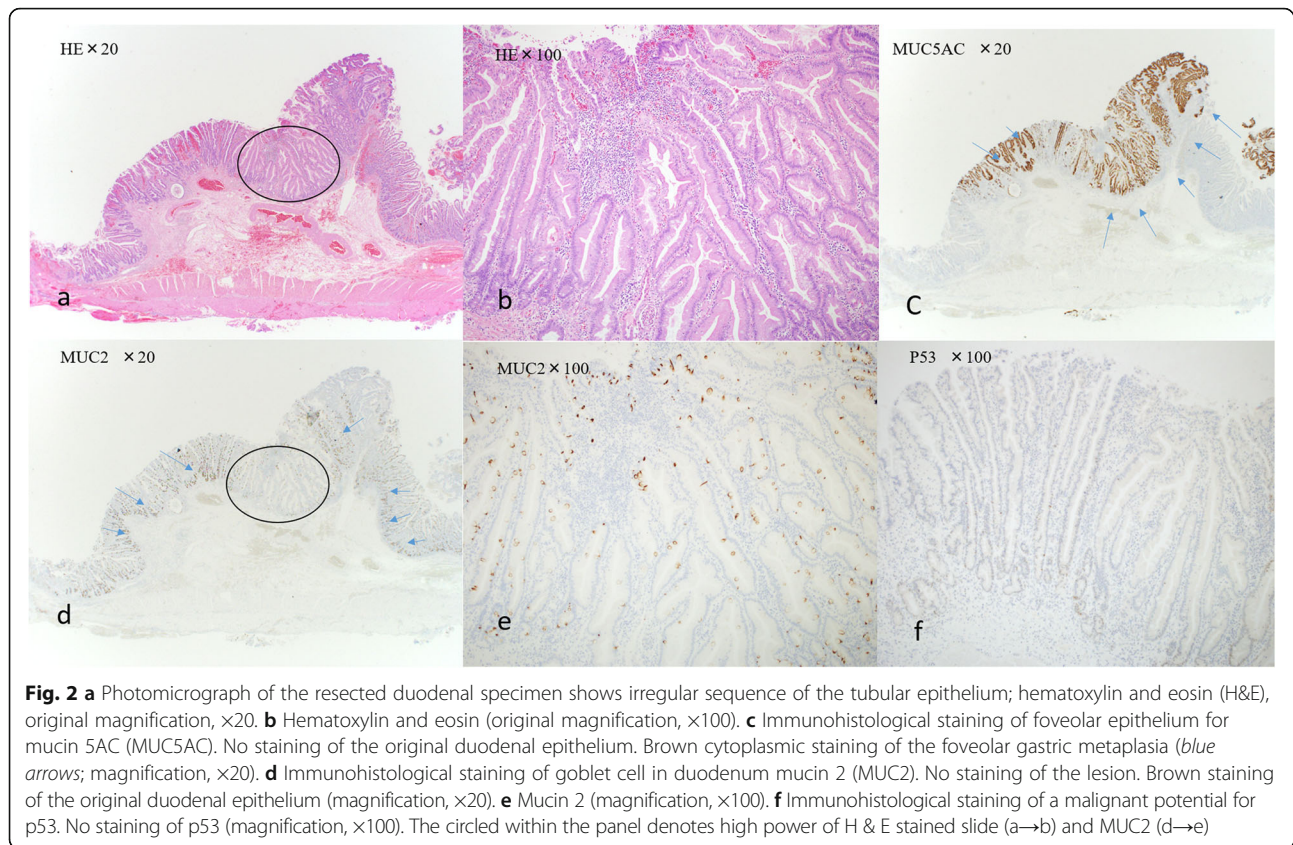 HE × 20
HE × 100
MUC5AC × 20
a
b
C
MUC2 × 20
MUC2 × 100
P53 × 100
d
e
f
Fig. 2 a Photomicrograph of the resected duodenal specimen shows irregular sequence of the tubular epithelium; hematoxylin and eosin (H&E),
original magnification, ×20. b Hematoxylin and eosin (original magnification, ×100). c Immunohistological staining of foveolar epithelium for
mucin 5AC (MUC5AC). No staining of the original duodenal epithelium. Brown cytoplasmic staining of the foveolar gastric metaplasia (blue
arrows; magnification, ×20). d Immunohistological staining of goblet cell in duodenum mucin 2 (MUC2). No staining of the lesion. Brown staining
of the original duodenal epithelium (magnification, ×20). e Mucin 2 (magnification, ×100). f Immunohistological staining of a malignant potential for
p53. No staining of p53 (magnification, ×100). The circled within the panel denotes high power of H & E stained slide (a→b) and MUC2 (d→e)